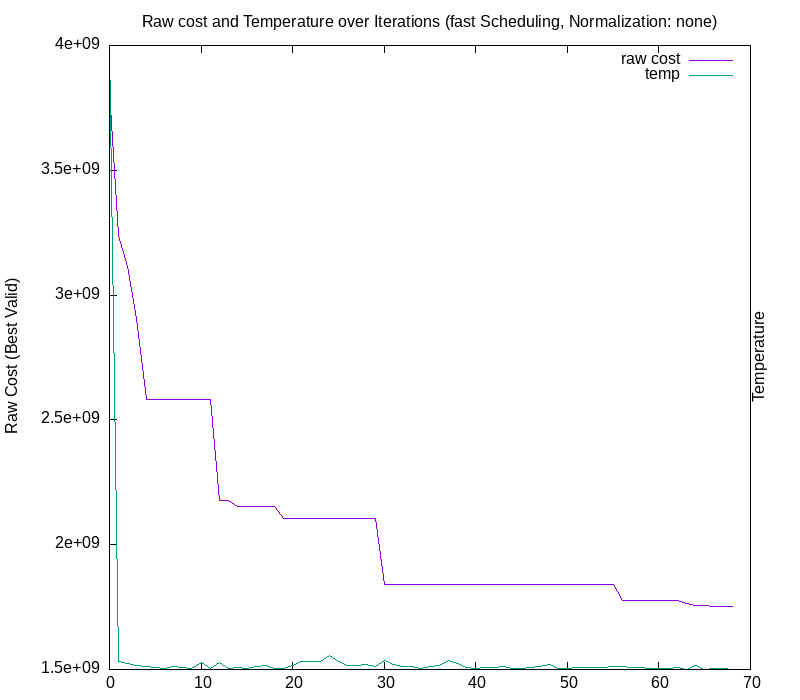 Raw cost and Temperature over Iterations (fast Scheduling, Normalization: none)
raw cost
temp
4e+09
3.5e+09
3e+09
2.5e+09
2e+09
1.5e+09
Raw Cost (Best Valid)
Temperature
0 10 20 30 40 50 60 70